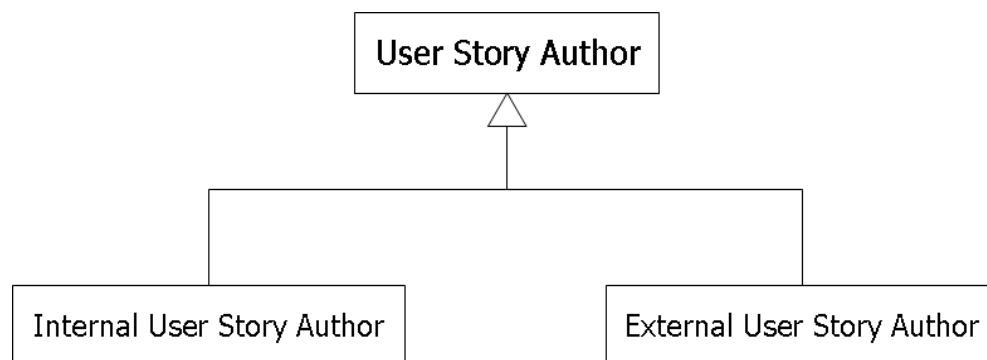 User Story Author
Internal User Story Author
External User Story Author